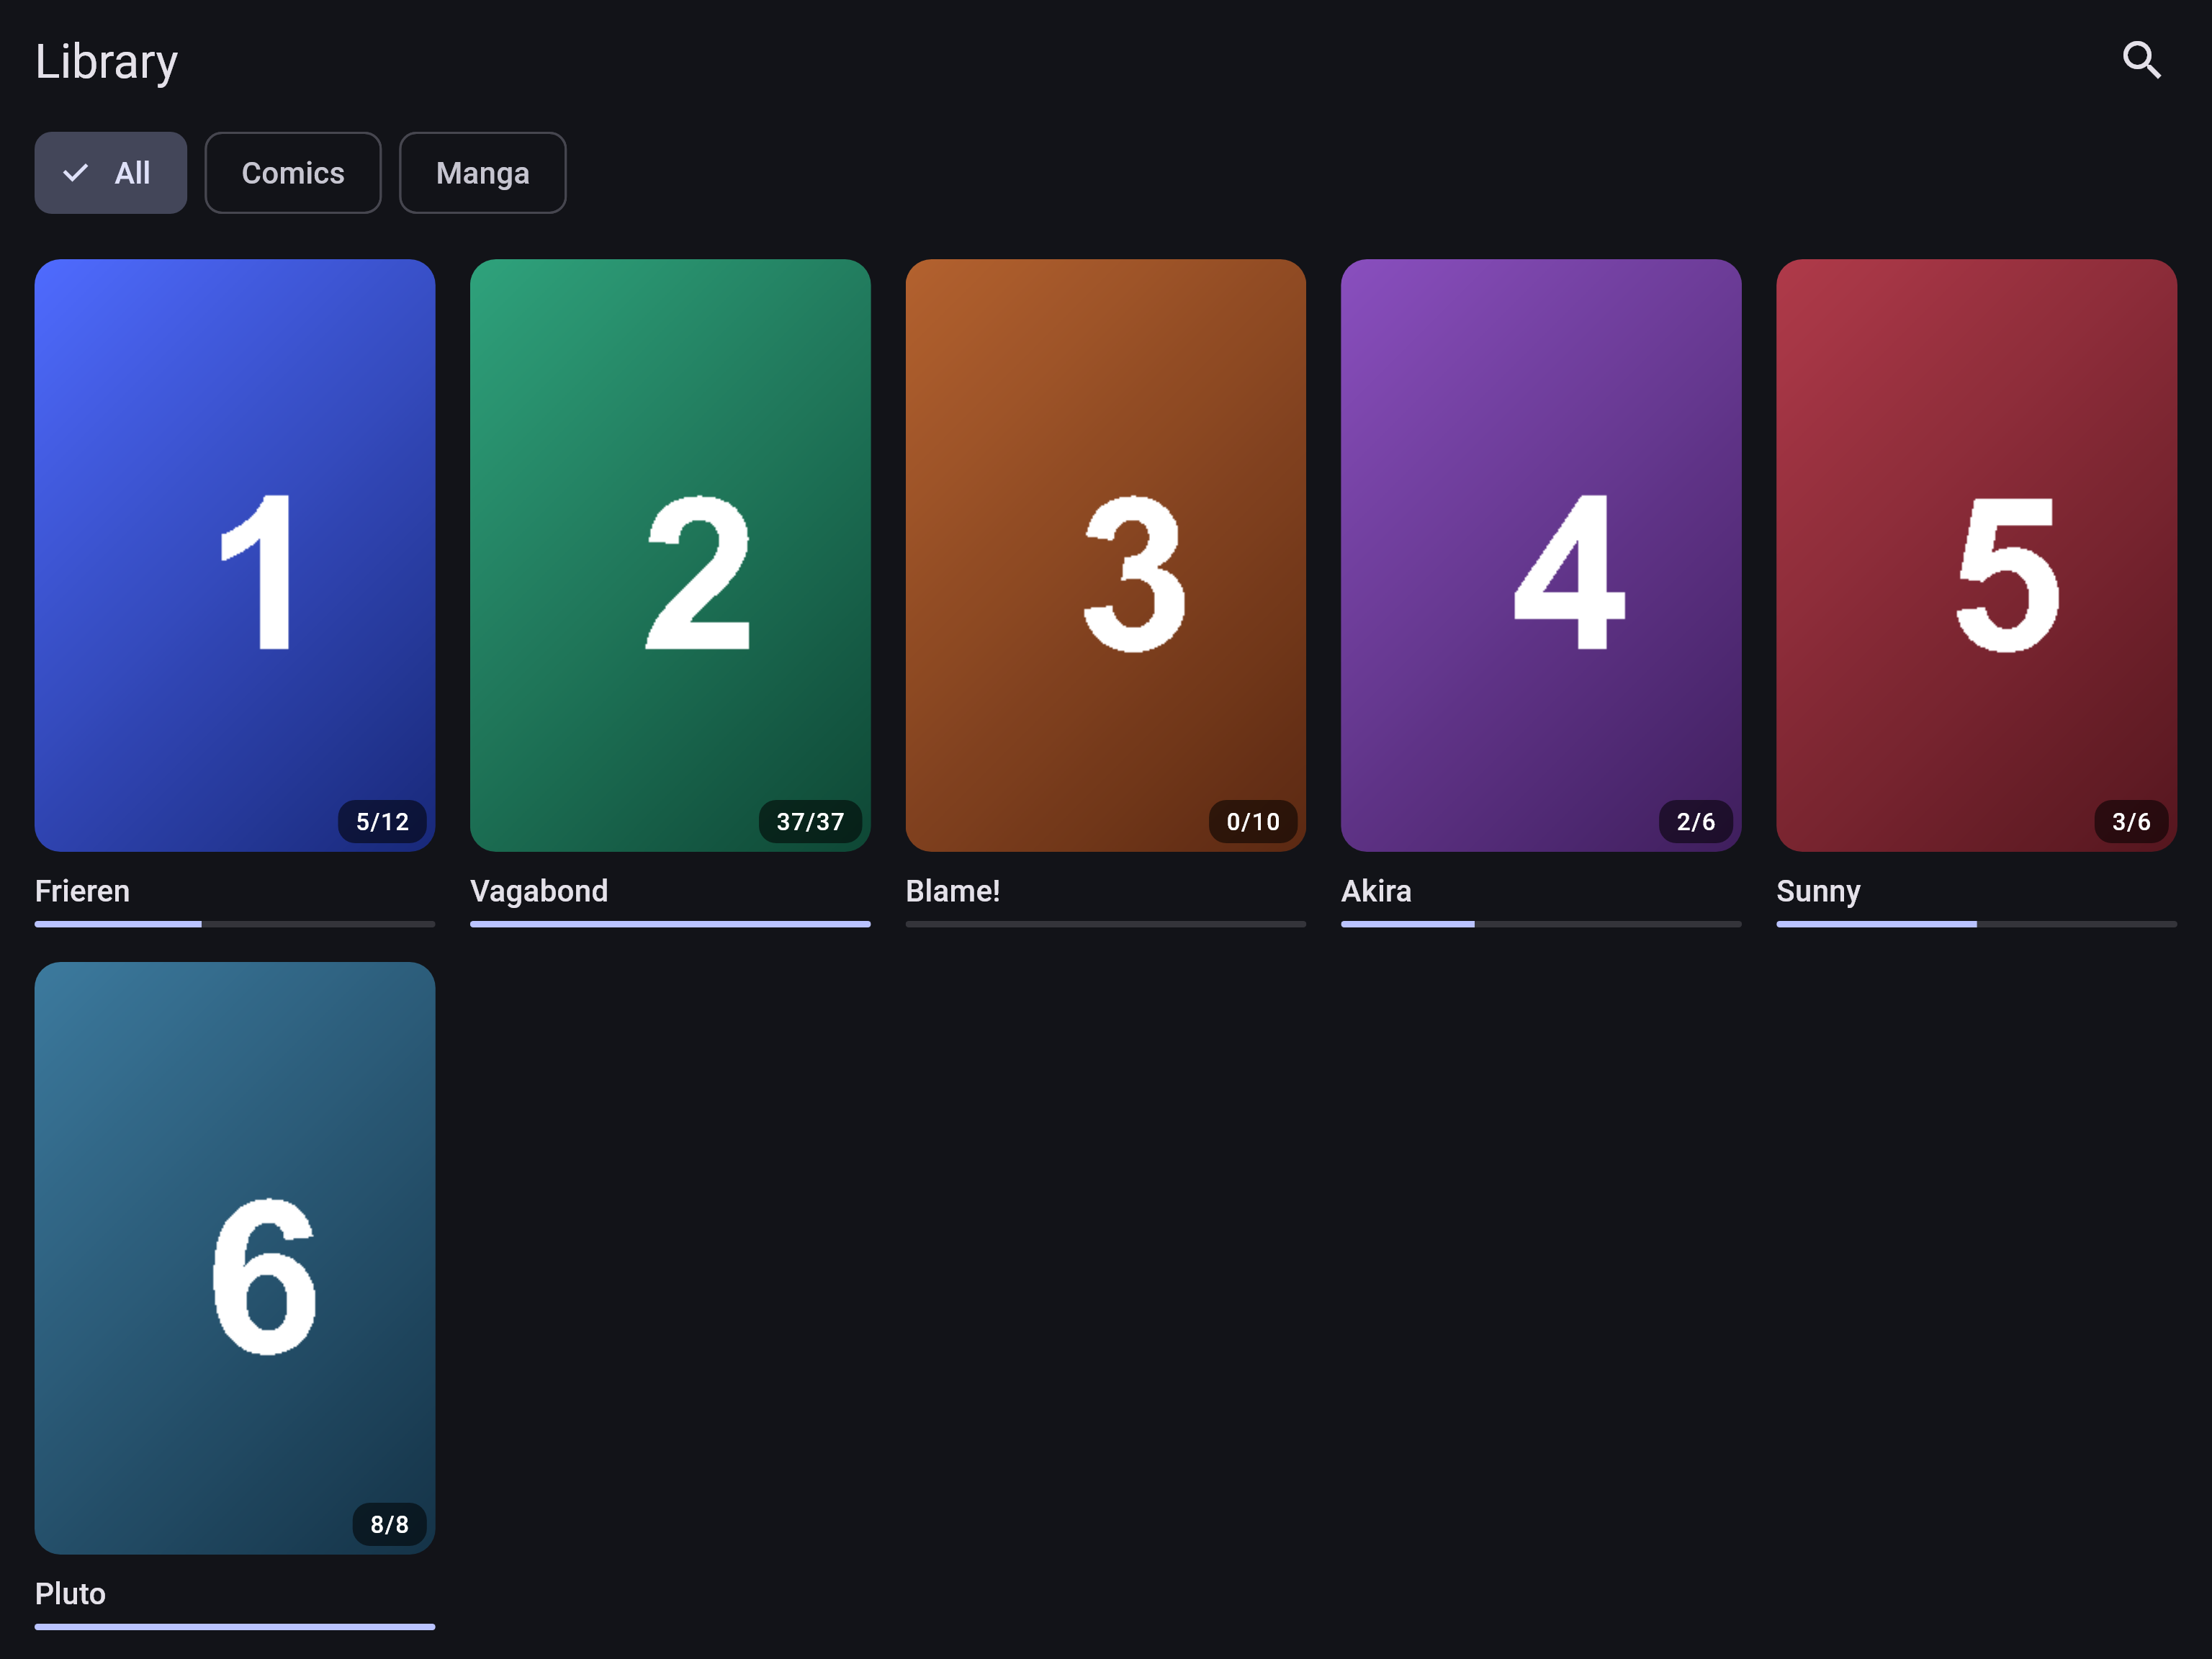 Library
All Comics Manga
1 2 3 4 5
5/12 37/37 0/10 2/6 3/6
Frieren Vagabond Blame! Akira Sunny
6
8/8
Pluto